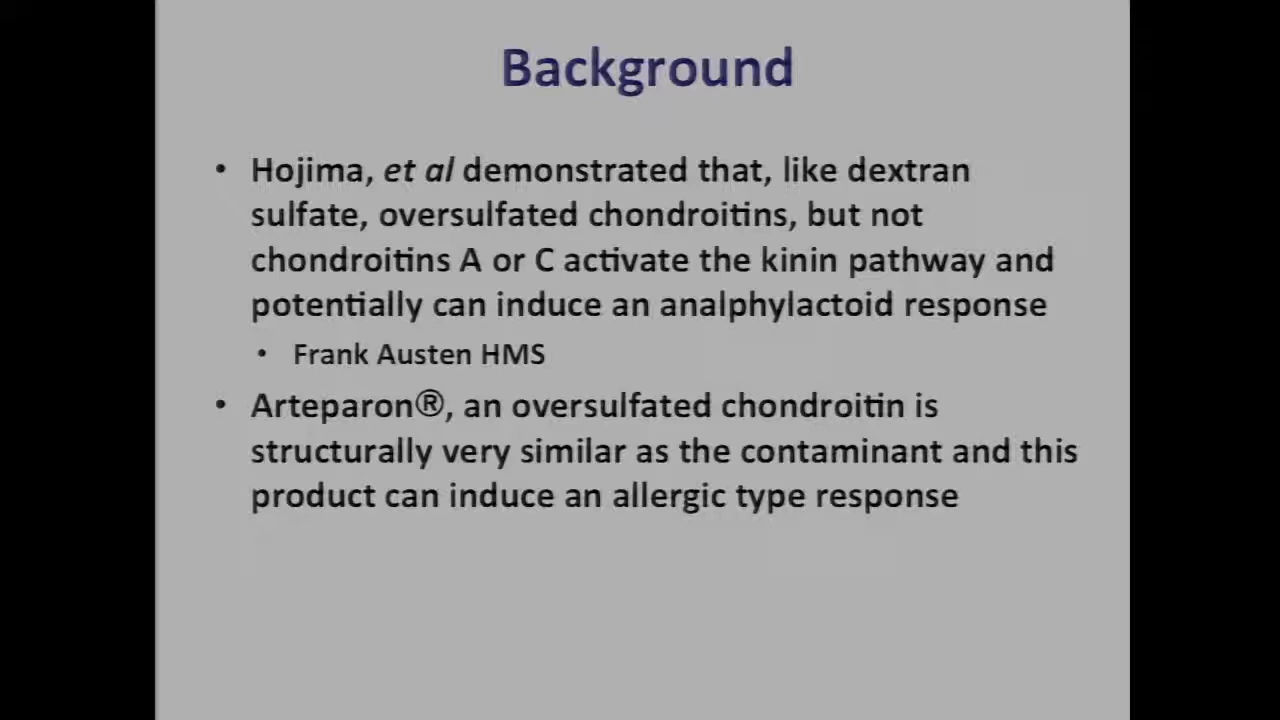 Background
• Hojima, et al demonstrated that, like dextran
sulfate, oversulfated chondroitins, but not
chondroitins A or C activate the kinin pathway and
potentially can induce an analphylactoid response
• Frank Austen HMS
• Arteparon®, an oversulfated chondroitin is
structurally very similar as the contaminant and this
product can induce an allergic type response